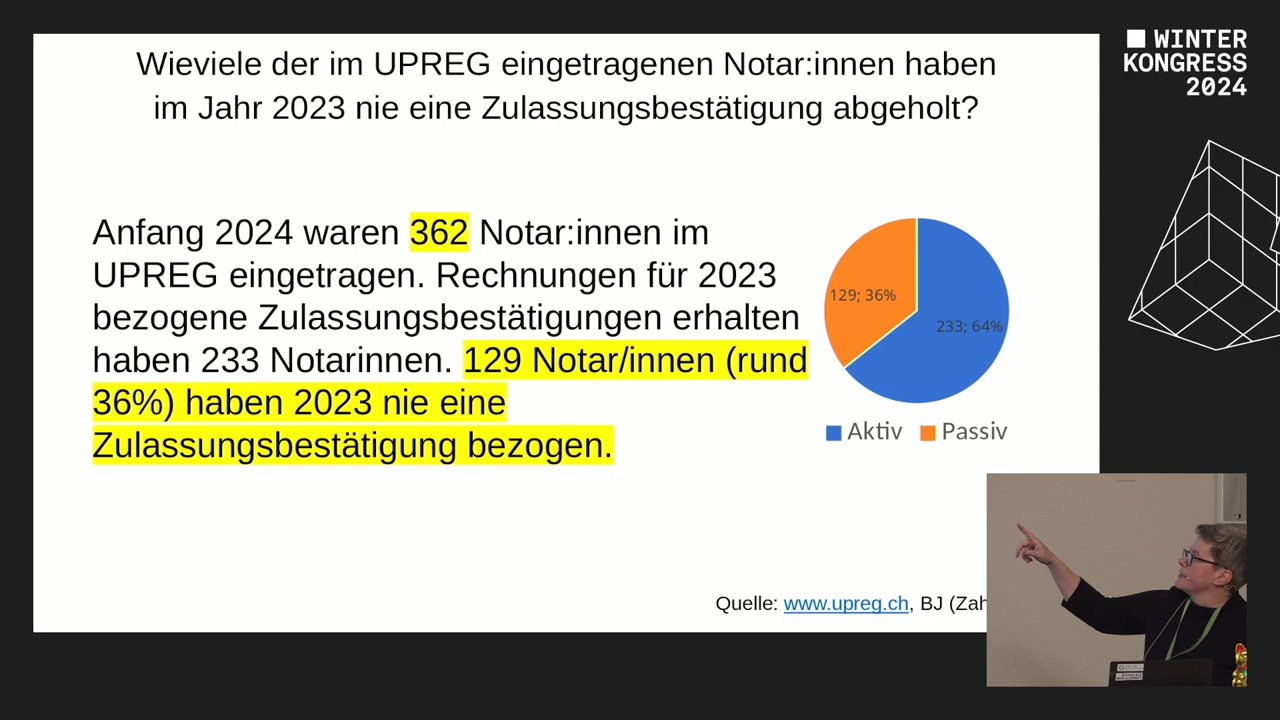 WINTER
KONGRESS
2024
Wieviele der im UPREG eingetragenen Notar:innen haben
im Jahr 2023 nie eine Zulassungsbestätigung abgeholt?
Anfang 2024 waren 362 Notar:innen im
UPREG eingetragen. Rechnungen für 2023
bezogene Zulassungsbestätigungen erhalten
haben 233 Notarinnen. 129 Notar/innen (rund
36%) haben 2023 nie eine
Zulassungsbestätigung bezogen.
129; 36%
233; 64%
Aktiv Passiv
Quelle: www.upreg.ch, BJ (Zah